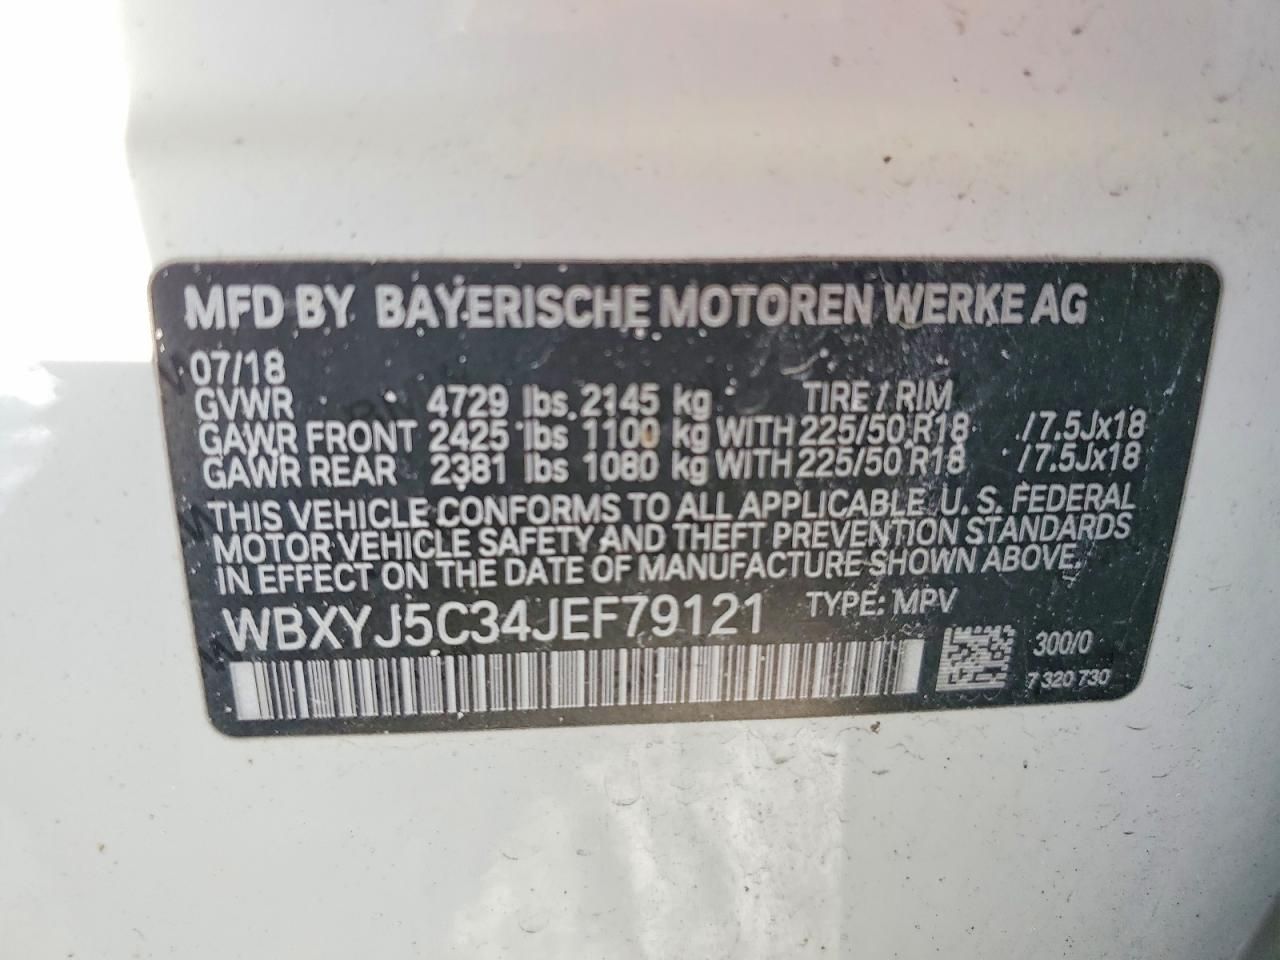 MFD BY BAYERISCHE MOTOREN WERKE AG
07/18
GVWR 4729 lbs 2145 kg TIRE / RIM
GAWR FRONT 2425 lbs 1100 kg WITH 225/50 R18 /7.5Jx18
GAWR REAR 2381 lbs 1080 kg WITH 225/50 R18 /7.5Jx18
THIS VEHICLE CONFORMS TO ALL APPLICABLE U. S. FEDERAL
MOTOR VEHICLE SAFETY AND THEFT PREVENTION STANDARDS
IN EFFECT ON THE DATE OF MANUFACTURE SHOWN ABOVE.
WBXYJ5C34JEF79121 TYPE: MPV
300/0
7 320 730